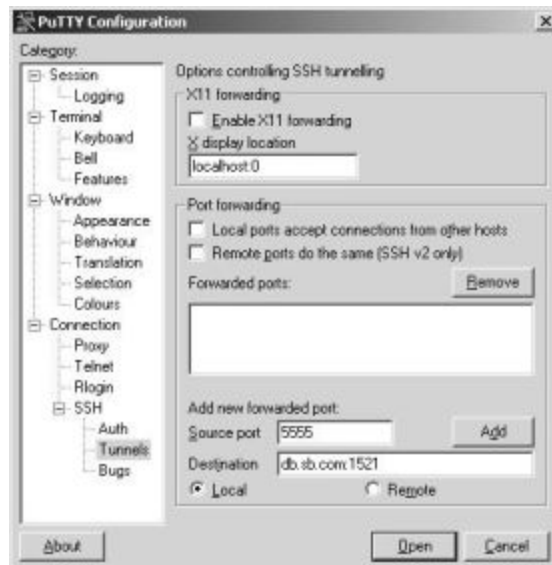 PuTTY Configuration
Category:
Session
Logging
Terminal
Keyboard
Bell
Features
Window
Appearance
Behaviour
Translation
Selection
Colours
Connection
Proxy
Telnet
Rlogin
SSH
Auth
Tunnels
Bugs
Options controlling SSH tunnelling
X11 forwarding
Enable X11 forwarding
X display location
localhost:0
Port forwarding
Local ports accept connections from other hosts
Remote ports do the same (SSH v2 only)
Forwarded ports:
Remove
Add new forwarded port:
Source port 5555 Add
Destination db.sb.com:1521
Local Remote
About Open Cancel